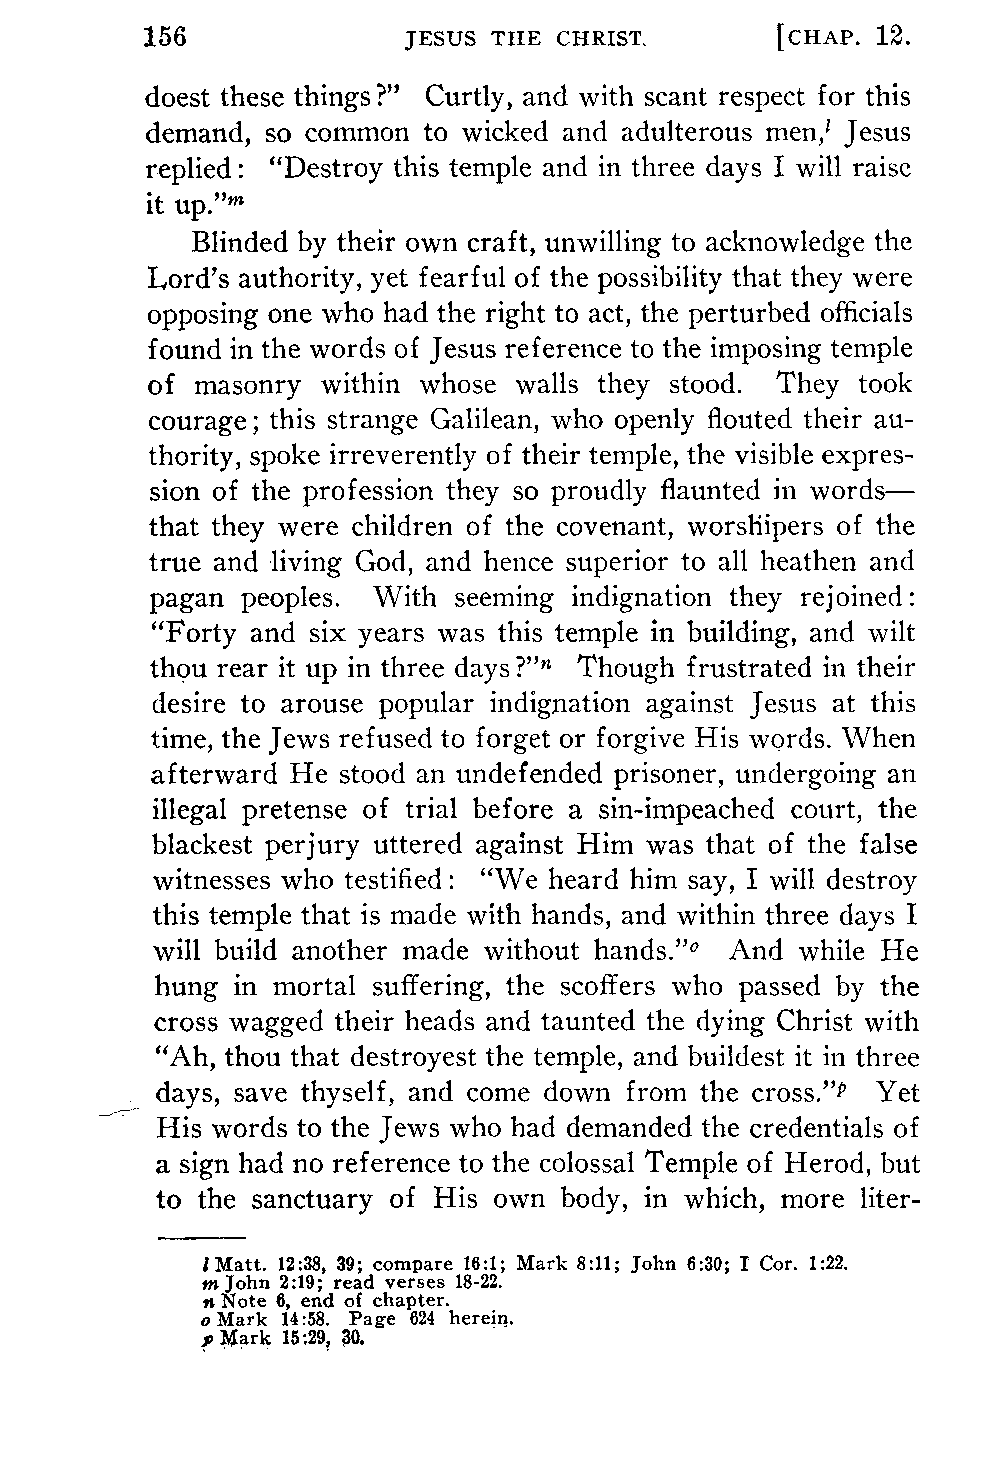 156 JESUS THE CHRIST. [CHAP. 12.
doest these things?” Curtly, and with scant respect for this
demand, so common to wicked and adulterous men,l Jesus
replied: “Destroy this temple and in three days I will raise
it up.”m
Blinded by their own craft, unwilling to acknowledge the
Lord’s authority, yet fearful of the possibility that they were
opposing one who had the right to act, the perturbed officials
found in the words of Jesus reference to the imposing temple
of masonry within whose walls they stood. They took
courage; this strange Galilean, who openly flouted their au-
thority, spoke irreverently of their temple, the visible expres-
sion of the profession they so proudly flaunted in words—
that they were children of the covenant, worshipers of the
true and living God, and hence superior to all heathen and
pagan peoples. With seeming indignation they rejoined:
“Forty and six years was this temple in building, and wilt
thou rear it up in three days?”n Though frustrated in their
desire to arouse popular indignation against Jesus at this
time, the Jews refused to forget or forgive His words. When
afterward He stood an undefended prisoner, undergoing an
illegal pretense of trial before a sin-impeached court, the
blackest perjury uttered against Him was that of the false
witnesses who testified: “We heard him say, I will destroy
this temple that is made with hands, and within three days I
will build another made without hands.”o And while He
hung in mortal suffering, the scoffers who passed by the
cross wagged their heads and taunted the dying Christ with
“Ah, thou that destroyest the temple, and buildest it in three
days, save thyself, and come down from the cross.”p Yet
His words to the Jews who had demanded the credentials of
a sign had no reference to the colossal Temple of Herod, but
to the sanctuary of His own body, in which, more liter-
l Matt. 12:38, 39; compare 16:1; Mark 8:11; John 6:30; I Cor. 1:22.
m John 2:19; read verses 18-22.
n Note 6, end of chapter.
o Mark 14:58. Page 624 herein.
p Mark 15:29, 30.